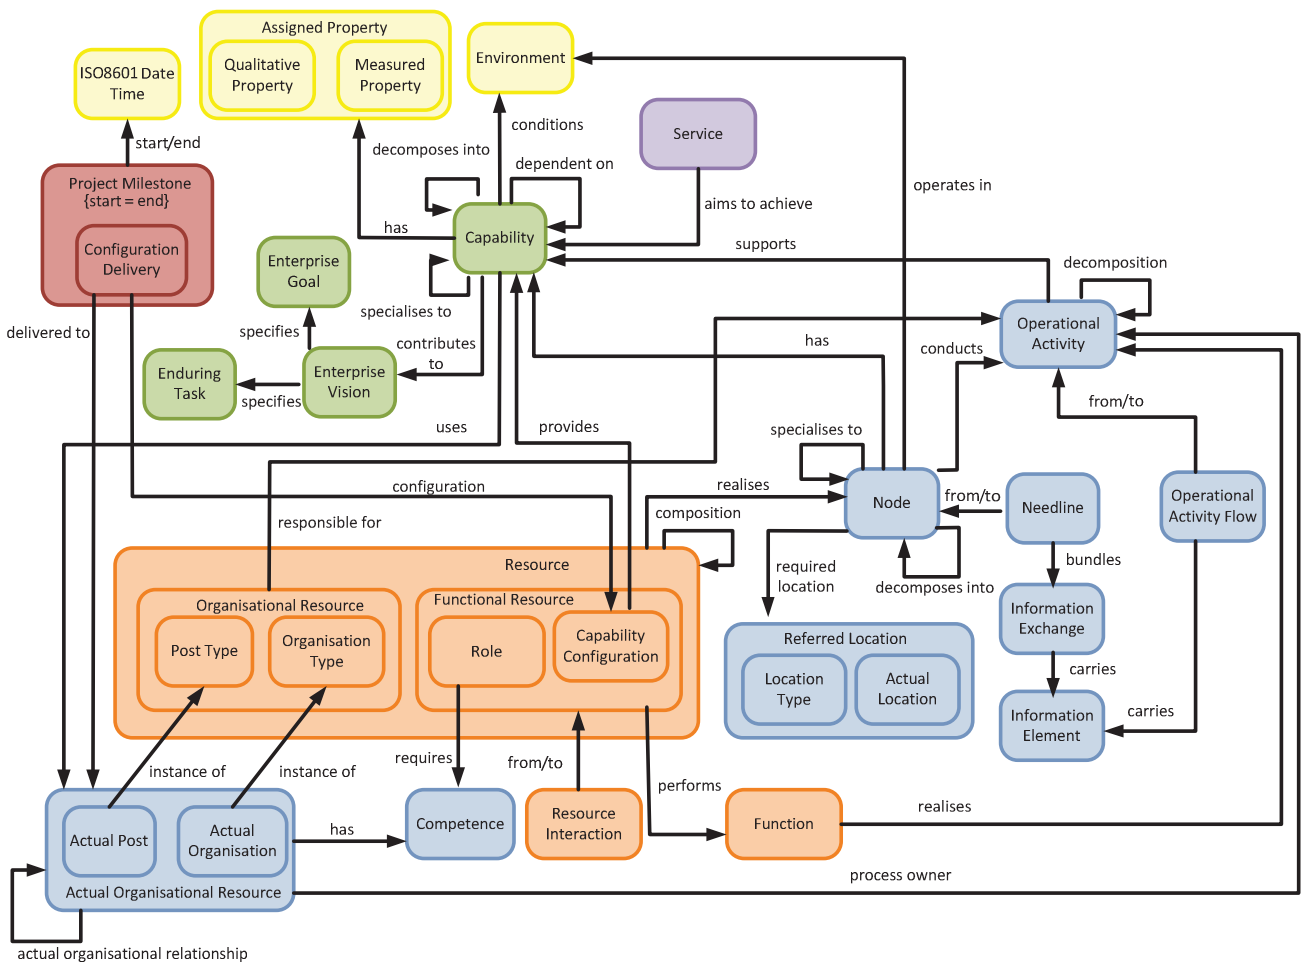 Assigned Property
Qualitative
Property
Measured
Property
Environment
ISO8601 Date
Time
start/end
conditions
decomposes into
dependent on
Service
Project Milestone
{start = end}
operates in
aims to achieve
has
Capability
supports
Configuration
Delivery
Enterprise
Goal
decomposition
specialises to
delivered to
specifies
contributes
to
Operational
Activity
has
conducts
Enduring
Task
Enterprise
Vision
specifies
from/to
uses
provides
specialises to
configuration
realises
from/to
Node
Needline
Operational
Activity Flow
responsible for
composition
Resource
required
location
decomposes into
bundles
Organisational Resource
Functional Resource
Information
Exchange
Post Type
Organisation
Type
Role
Capability
Configuration
Referred Location
Location
Type
Actual
Location
carries
Information
Element
carries
instance of
instance of
requires
from/to
performs
realises
Actual Post
Actual
Organisation
has
Competence
Resource
Interaction
Function
process owner
Actual Organisational Resource
actual organisational relationship